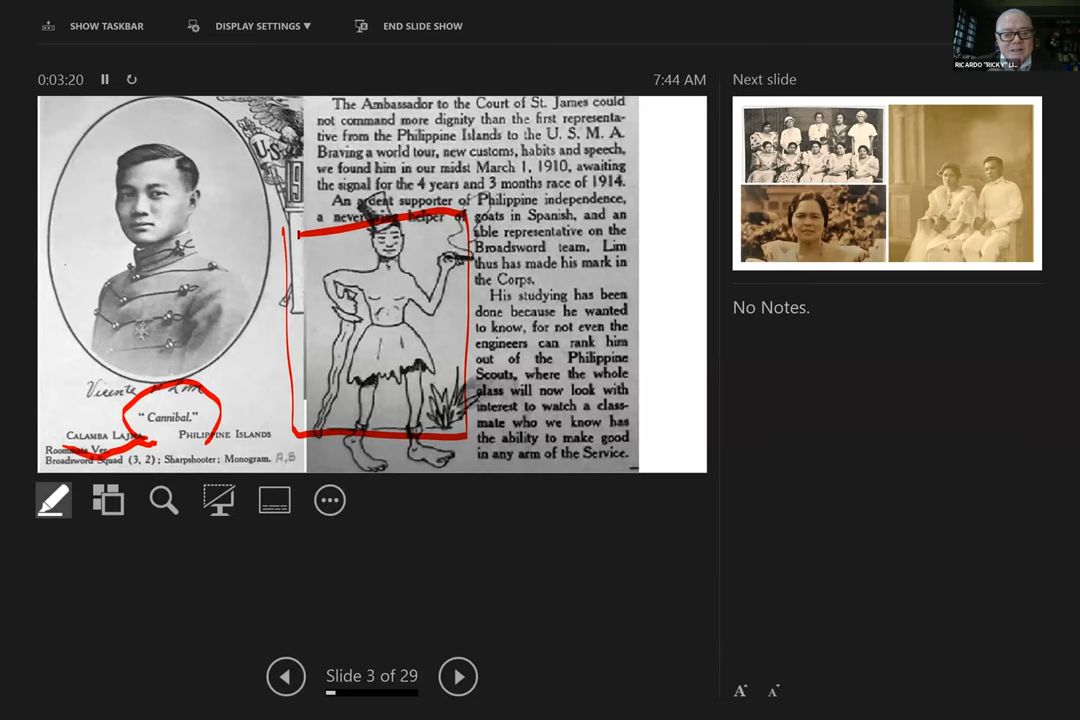 SHOW TASKBAR
DISPLAY SETTINGS ▼
END SLIDE SHOW
RICARDO "RICKY" LI...
0:03:20
7:44 AM
Next slide
U.S.
Vicente P Lim
"Cannibal."
CALAMBA LAJNA, PHILIPPINE ISLANDS
Roommate Ver.
Broadsword Squad (3, 2); Sharpshooter; Monogram. A,B
The Ambassador to the Court of St. James could
not command more dignity than the first representa-
tive from the Philippine Islands to the U. S. M. A.
Braving a world tour, new customs, habits and speech,
we found him in our midst March 1, 1910, awaiting
the signal for the 4 years and 3 months race of 1914.
An ardent supporter of Philippine independence,
a never helper of goats in Spanish, and an
able representative on the
Broadsword team, Lim
thus has made his mark in
the Corps.
His studying has been
done because he wanted
to know, for not even the
engineers can rank him
out of the Philippine
Scouts, where the whole
class will now look with
interest to watch a class-
mate who we know has
the ability to make good
in any arm of the Service.
No Notes.
Slide 3 of 29
A A